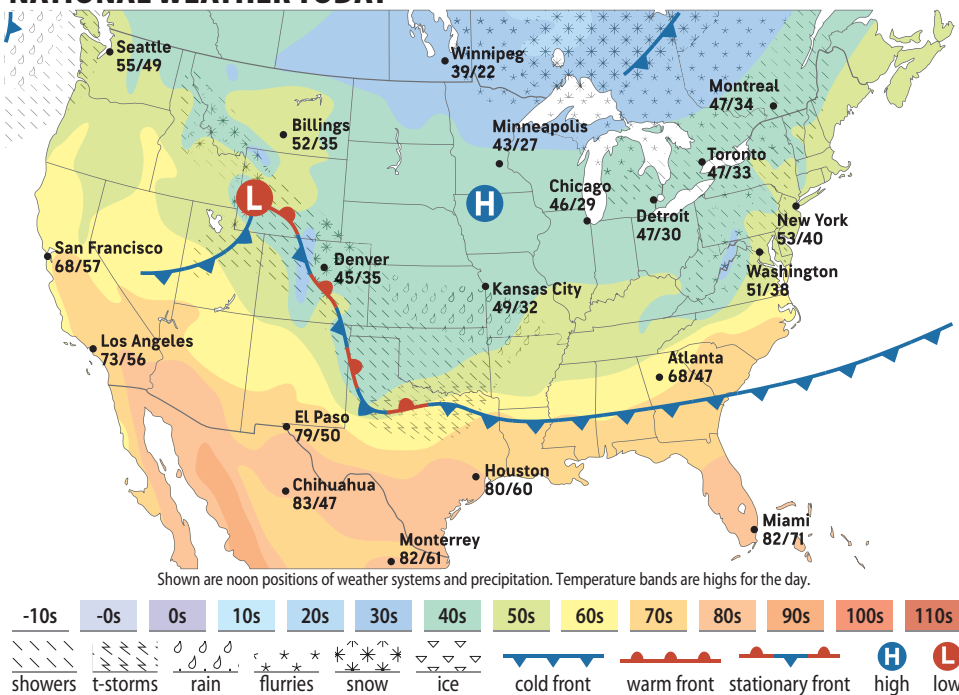 NATIONAL WEATHER TODAY
Seattle
55/49
Winnipeg
39/22
Montreal
47/34
Billings
52/35
Minneapolis
43/27
Toronto
47/33
Chicago
46/29
Detroit
47/30
New York
53/40
L
H
San Francisco
68/57
Denver
45/35
Kansas City
49/32
Washington
51/38
Los Angeles
73/56
Atlanta
68/47
El Paso
79/50
Houston
80/60
Chihuahua
83/47
Miami
82/71
Monterrey
82/61
Shown are noon positions of weather systems and precipitation. Temperature bands are highs for the day.
-10s -0s 0s 10s 20s 30s 40s 50s 60s 70s 80s 90s 100s 110s
H L
showers t-storms rain flurries snow ice cold front warm front stationary front high low